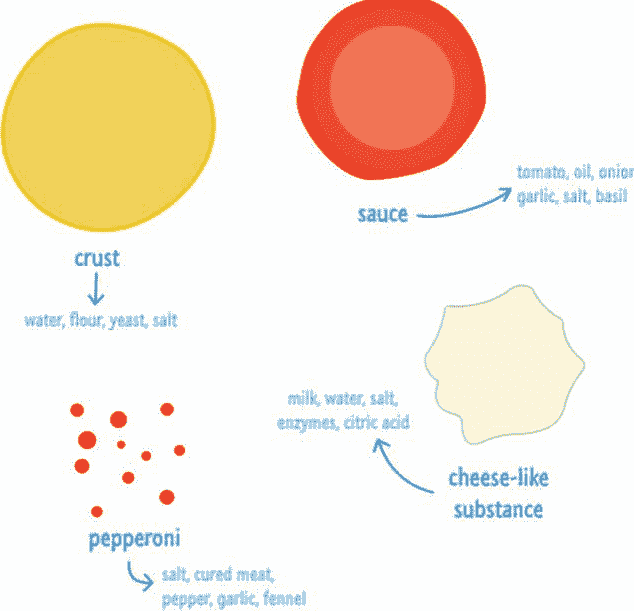 tomato, oil, onion
garlic, salt, basil
sauce
crust
water, flour, yeast, salt
milk, water, salt,
enzymes, citric acid
cheese-like
substance
pepperoni
salt, cured meat,
pepper, garlic, fennel